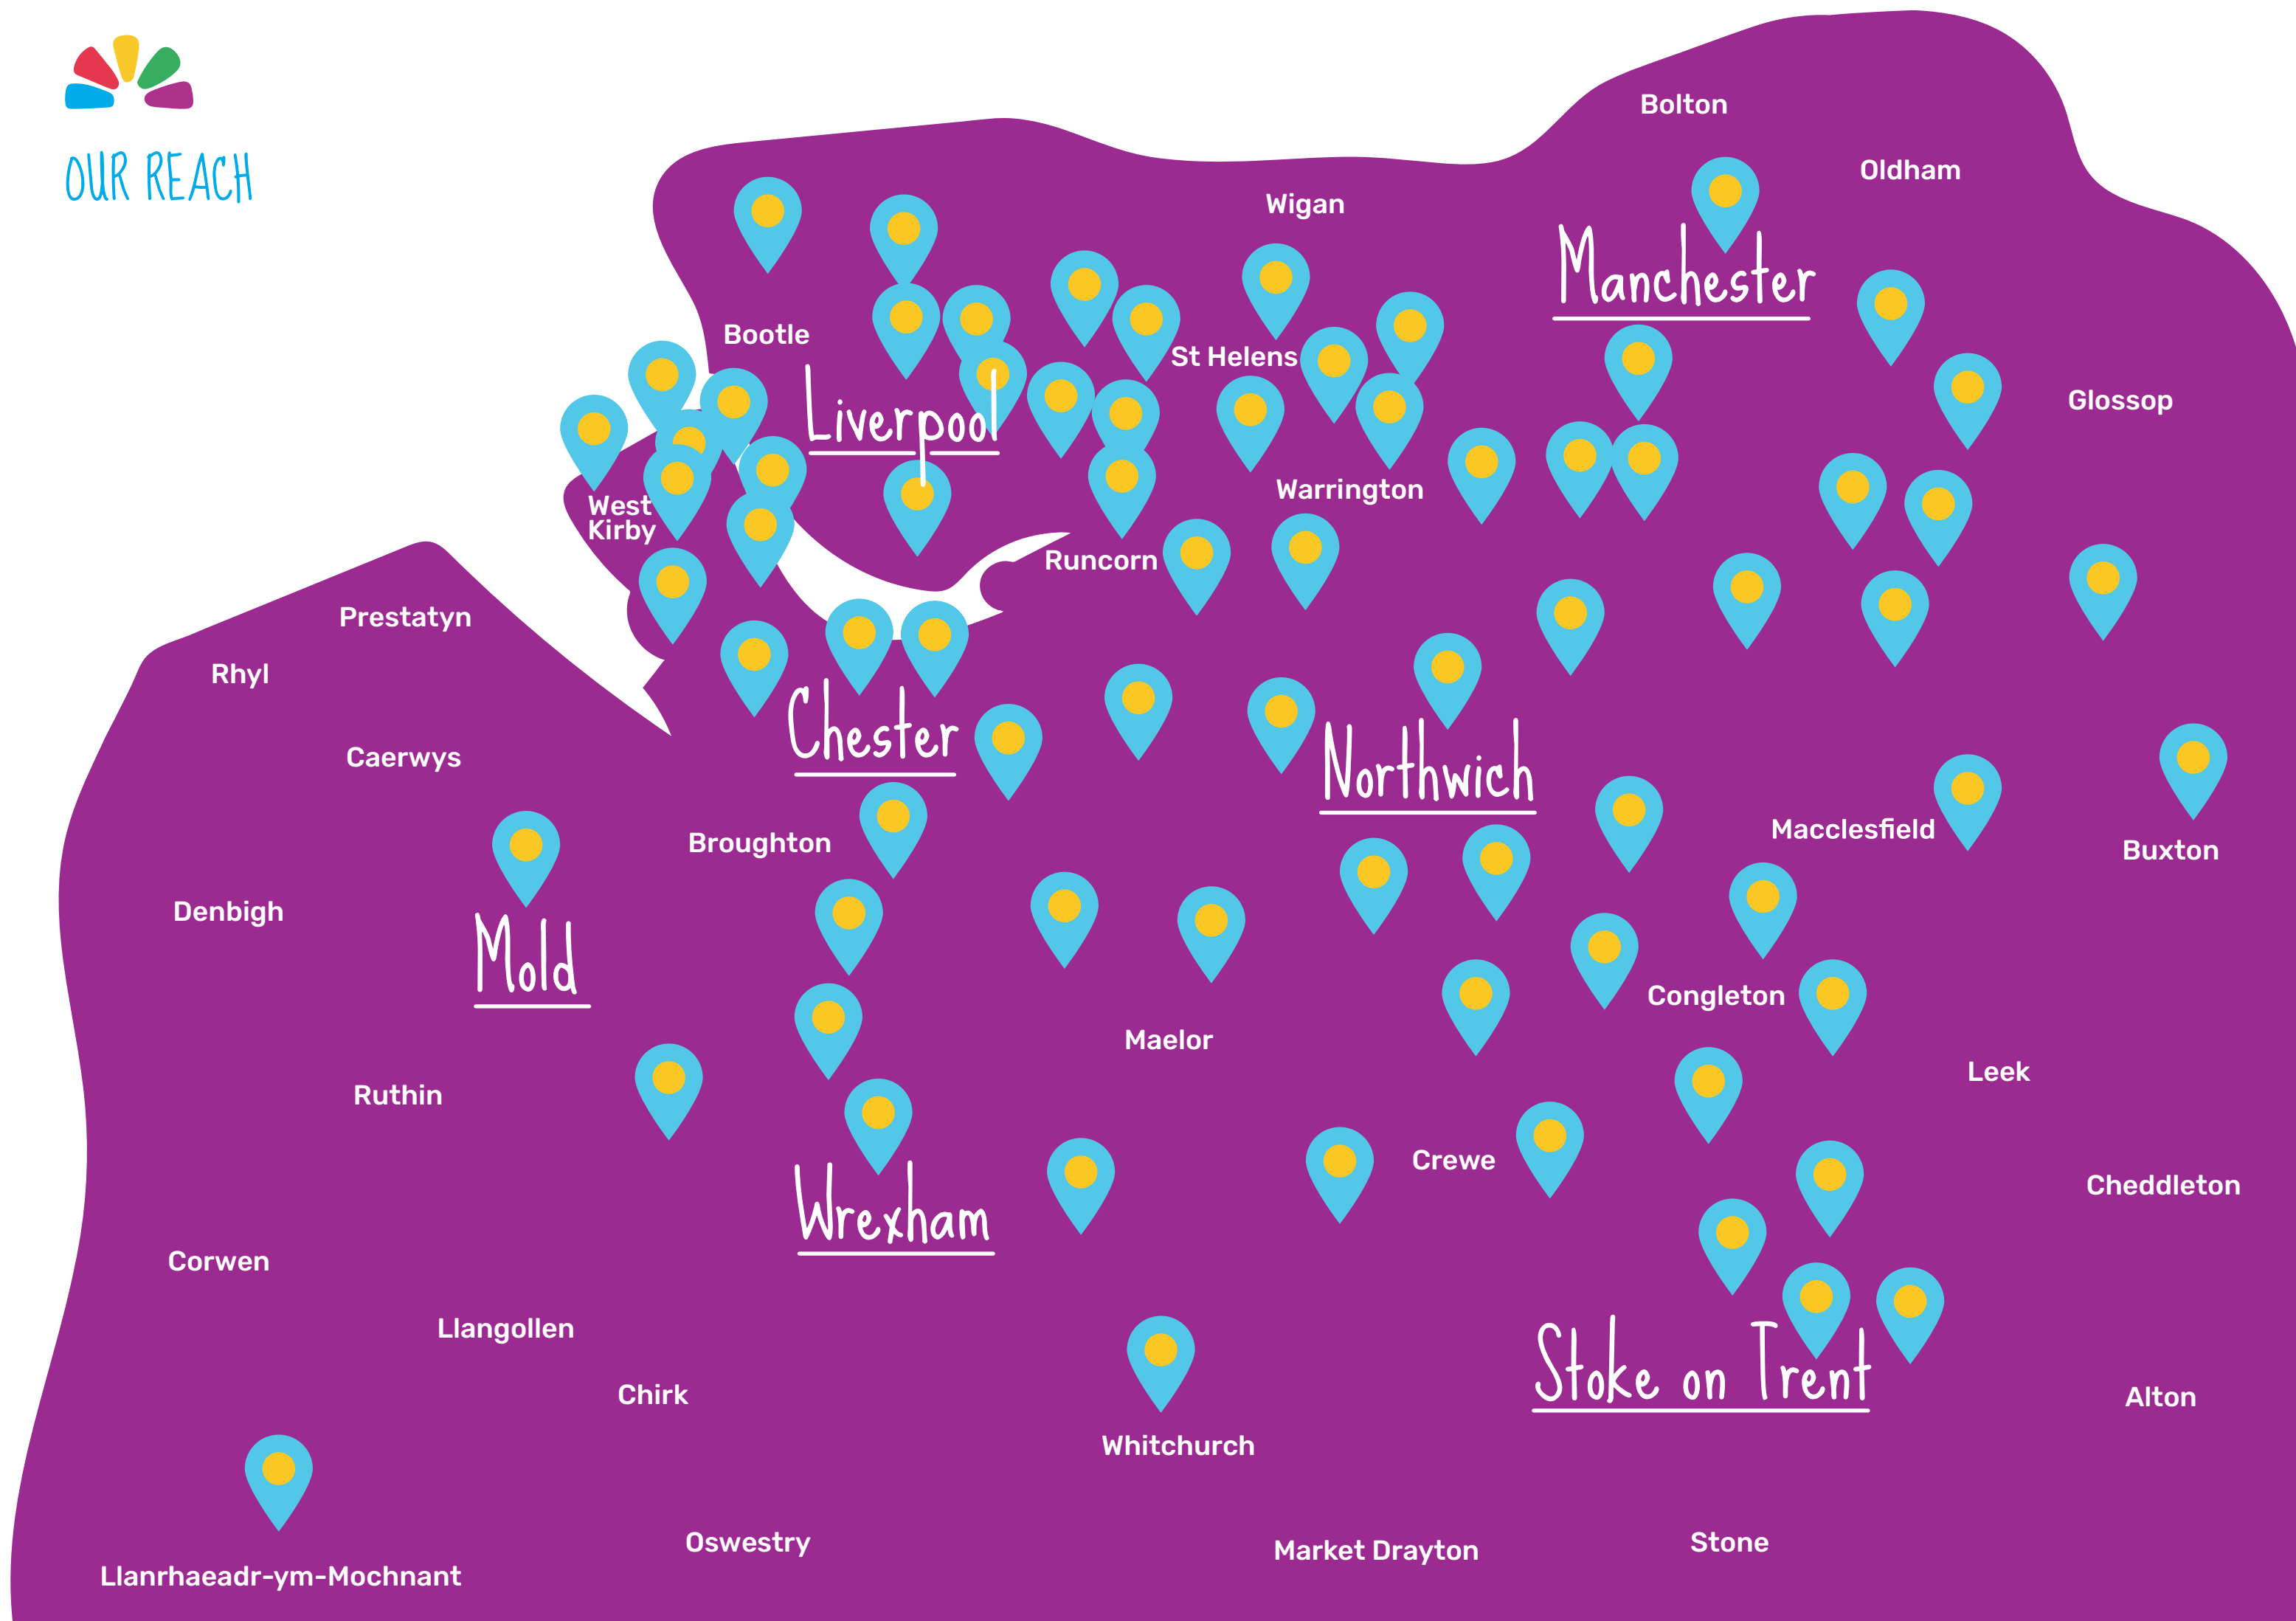 OUR REACH
Bolton
Oldham
Wigan
Manchester
Bootle
St Helens
Glossop
Liverpool
Warrington
West
Kirby
Runcorn
Prestatyn
Rhyl
Chester
Northwich
Caerwys
Broughton
Macclesfield
Buxton
Denbigh
Mold
Congleton
Maelor
Leek
Ruthin
Crewe
Cheddleton
Wrexham
Corwen
Llangollen
Stoke on Trent
Chirk
Alton
Whitchurch
Oswestry
Market Drayton
Stone
Llanrhaeadr-ym-Mochnant